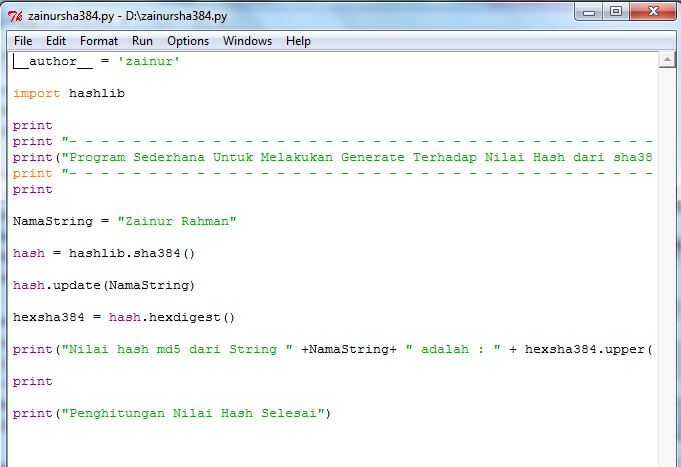 zainursha384.py - D:\zainursha384.py
File Edit Format Run Options Windows Help
__author__ = 'zainur'
import hashlib
print
print "- - - - - - - - - - - - - - - - - - - - - - - - - - - - - - - - - - - - -
print("Program Sederhana Untuk Melakukan Generate Terhadap Nilai Hash dari sha38
print "- - - - - - - - - - - - - - - - - - - - - - - - - - - - - - - - - - - - -
print
NamaString = "Zainur Rahman"
hash = hashlib.sha384()
hash.update(NamaString)
hexsha384 = hash.hexdigest()
print("Nilai hash md5 dari String " +NamaString+ " adalah : " + hexsha384.upper(
print
print("Penghitungan Nilai Hash Selesai")